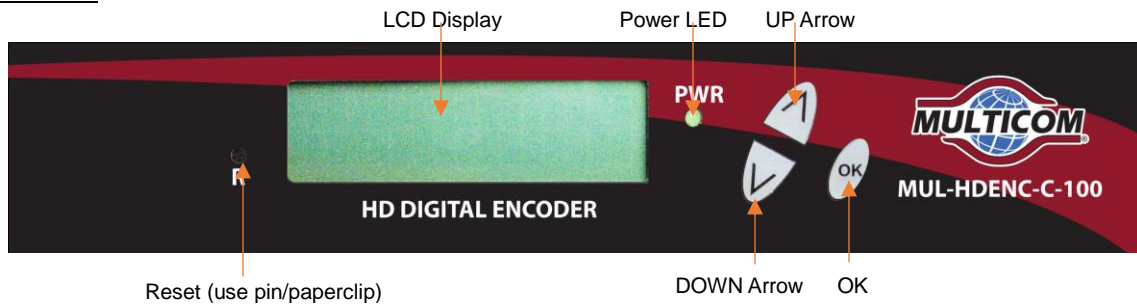 LCD Display
Power LED
UP Arrow
PWR
R
OK
MULTICOM
MUL-HDENC-C-100
HD DIGITAL ENCODER
Reset (use pin/paperclip)
DOWN Arrow
OK